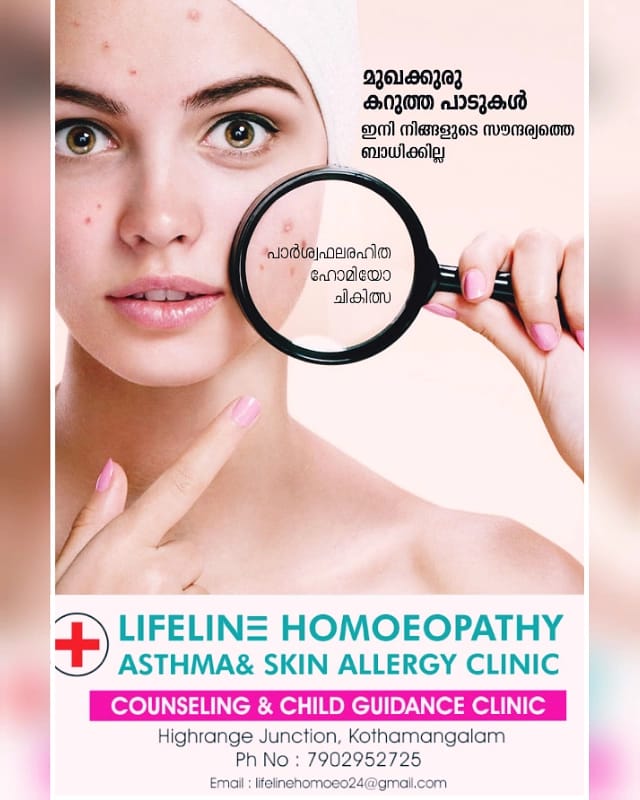 മുഖക്കുരു
കറുത്ത പാടുകൾ
ഇനി നിങ്ങളുടെ സൗന്ദര്യത്തെ
ബാധിക്കില്ല
പാർശ്വഫലരഹിത
ഹോമിയോ
ചികിത്സ
LIFELINE HOMOEOPATHY
ASTHMA& SKIN ALLERGY CLINIC
COUNSELING & CHILD GUIDANCE CLINIC
Highrange Junction, Kothamangalam
Ph No : 7902952725
Email : lifelinehomoeo24@gmail.com